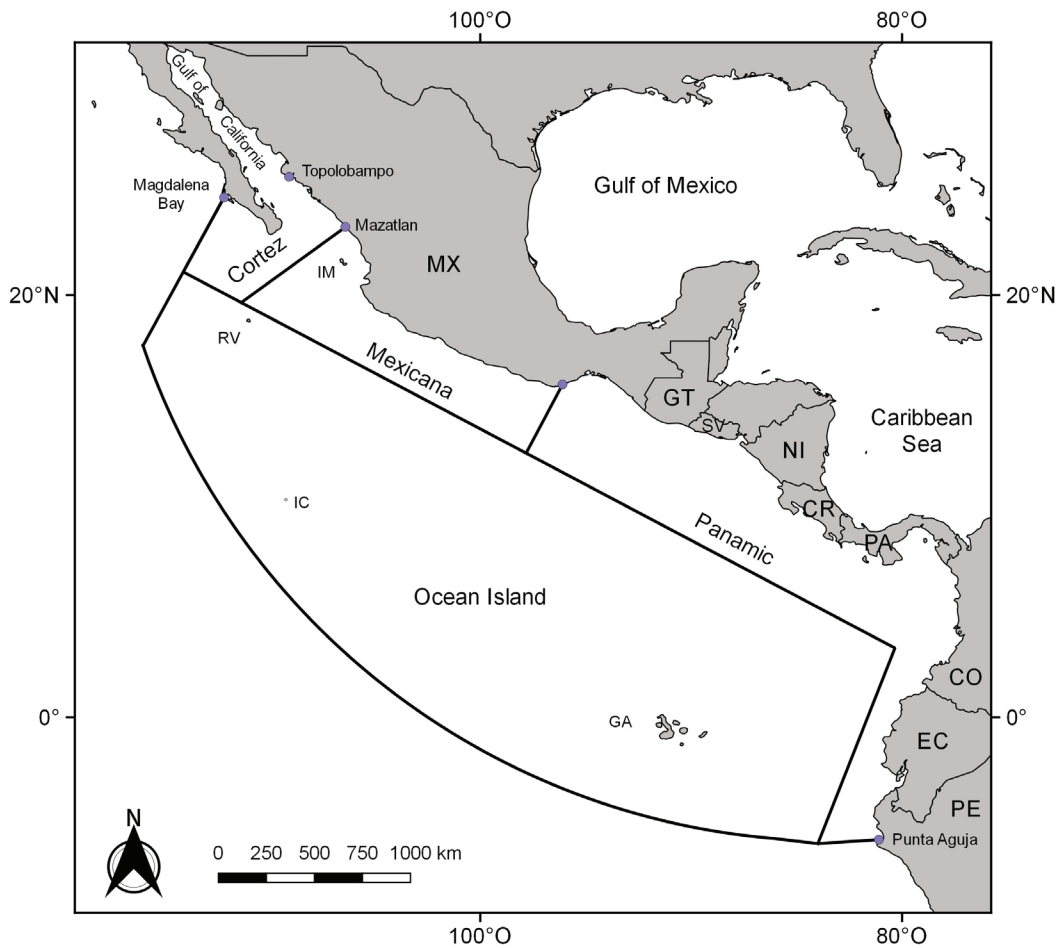 100°O
80°O
Gulf of
California
Topolobampo
Magdalena
Bay
Gulf of Mexico
Mazatlan
Cortez
IM
MX
20°N
20°N
RV
Mexicana
GT
SV
Caribbean
Sea
NI
IC
CR
Panamic
PA
Ocean Island
CO
0°
0°
GA
EC
PE
N
Punta Aguja
0 250 500 750 1000 km
100°O
80°O